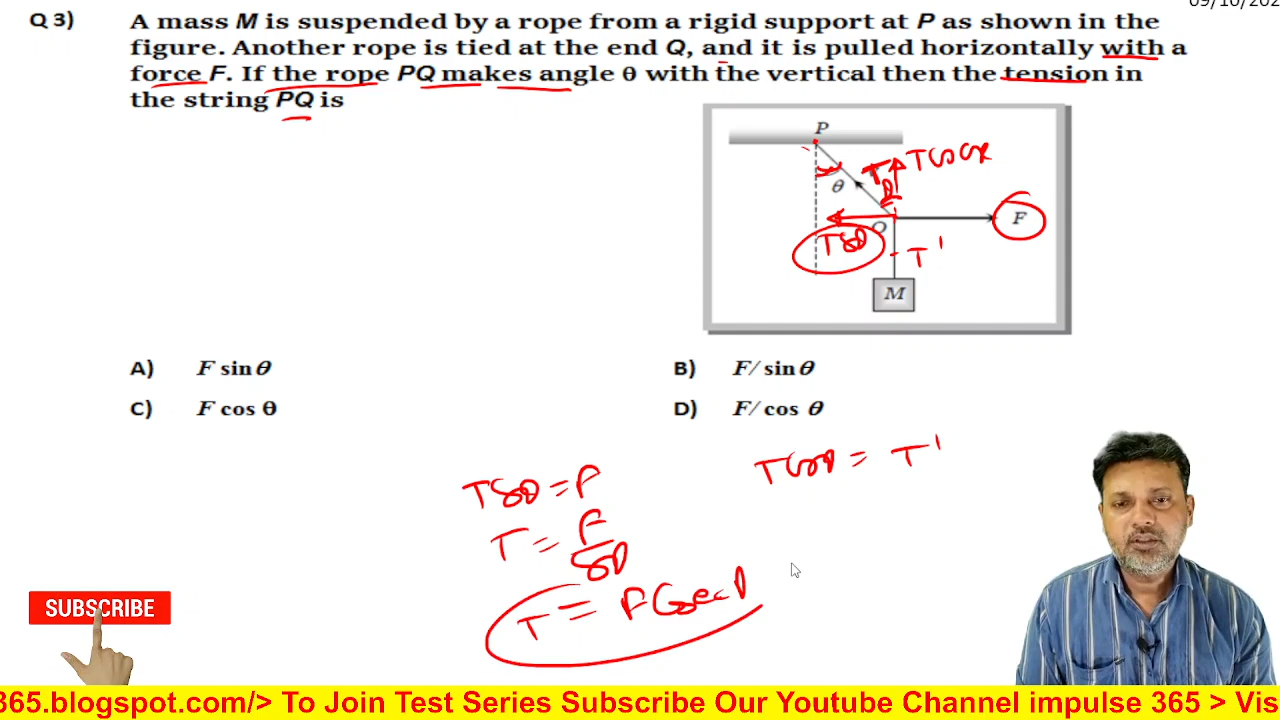 09/10/202
Q 3) A mass M is suspended by a rope from a rigid support at P as shown in the
figure. Another rope is tied at the end Q, and it is pulled horizontally with a
force F. If the rope PQ makes angle θ with the vertical then the tension in
the string PQ is
P
T
θ
F
Q
T'
M
A) F sin θ
B) F/ sin θ
C) F cos θ
D) F/ cos θ
T = F
T = F cosec θ
SUBSCRIBE
365.blogspot.com/> To Join Test Series Subscribe Our Youtube Channel impulse 365 > Vis